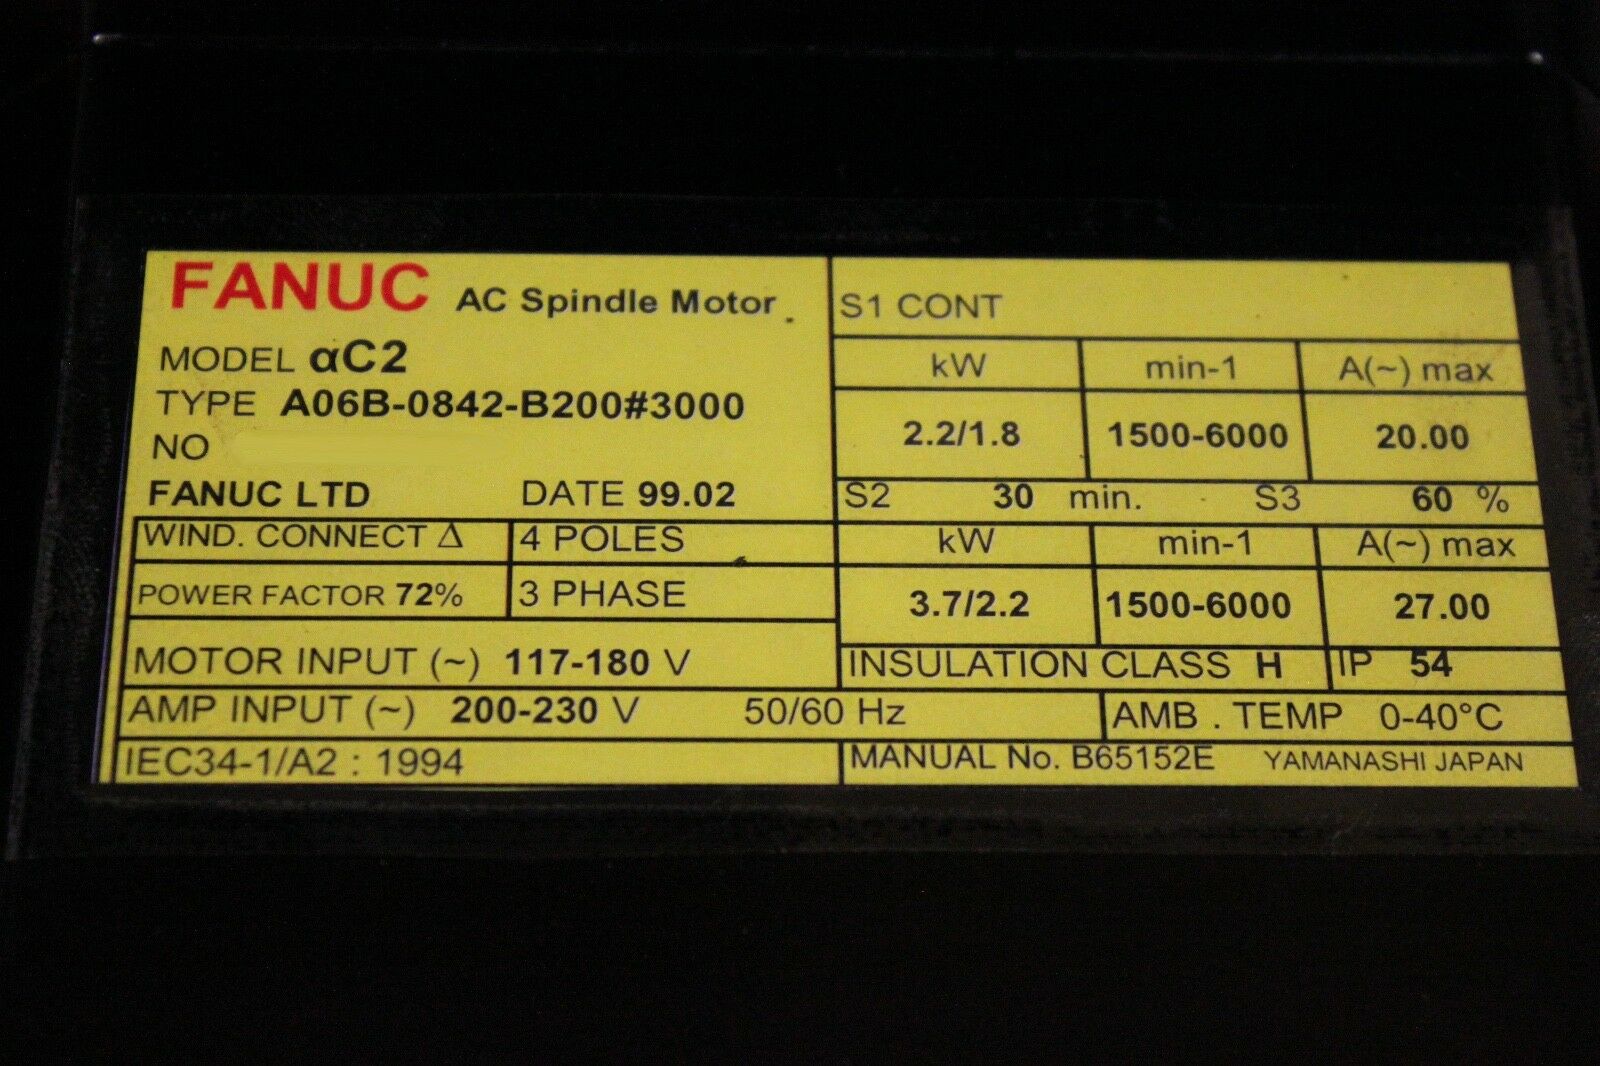 FANUC AC Spindle Motor
MODEL αC2
TYPE A06B-0842-B200#3000
NO
FANUC LTD DATE 99.02
WIND. CONNECT Δ 4 POLES
POWER FACTOR 72% 3 PHASE
MOTOR INPUT (~) 117-180 V
AMP INPUT (~) 200-230 V 50/60 Hz
IEC34-1/A2 : 1994
S1 CONT
kW min-1 A(~) max
2.2/1.8 1500-6000 20.00
S2 30 min. S3 60 %
kW min-1 A(~) max
3.7/2.2 1500-6000 27.00
INSULATION CLASS H IP 54
AMB . TEMP 0-40°C
MANUAL No. B65152E YAMANASHI JAPAN